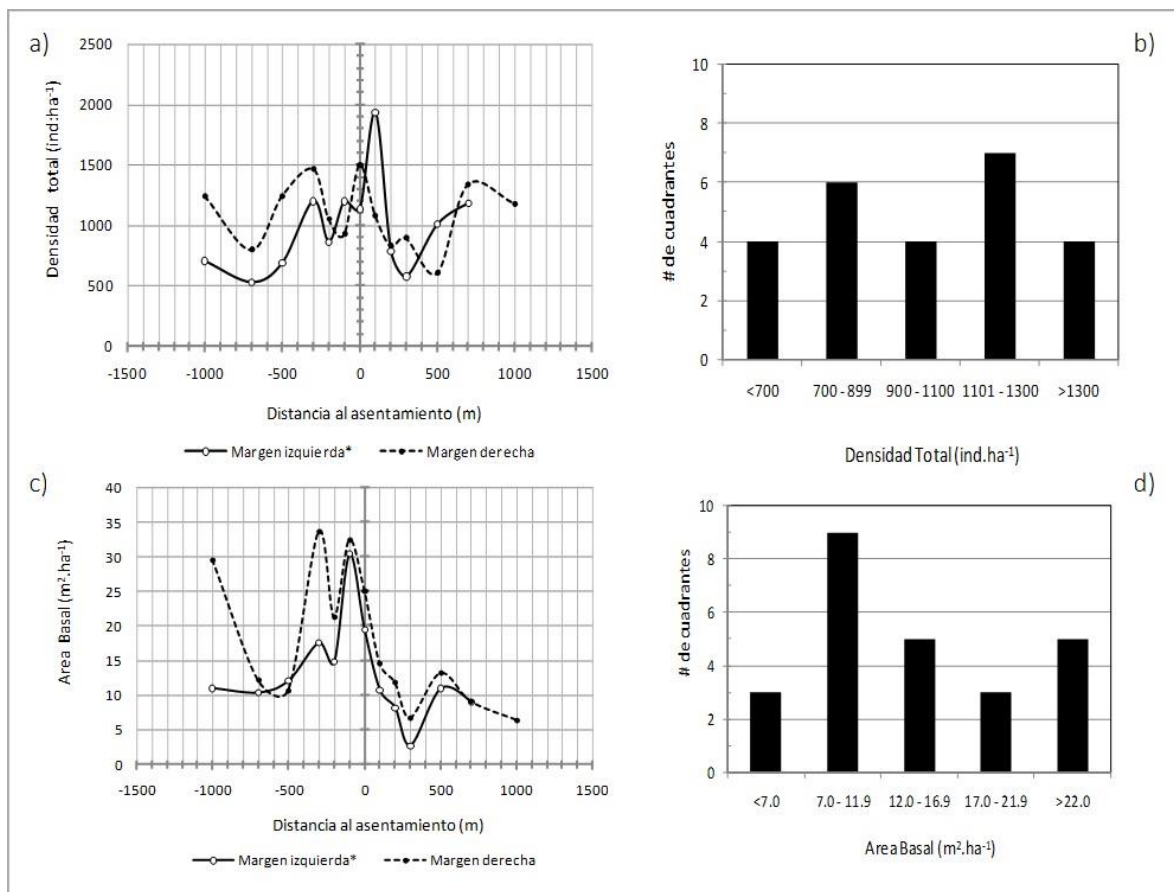 a)
2500
2000
1500
1000
500
0
Densidad total (ind:ha⁻¹)
-1500 -1000 -500 0 500 1000 1500
Distancia al asentamiento (m)
Margen izquierda* Margen derecha
b)
10
8
6
4
2
0
# de cuadrantes
<700 700 - 899 900 - 1100 1101 - 1300 >1300
Densidad Total (ind.ha⁻¹)
c)
40
35
30
25
20
15
10
5
0
Area Basal (m².ha⁻¹)
-1500 -1000 -500 0 500 1000 1500
Distancia al asentamiento (m)
Margen izquierda* Margen derecha
d)
10
8
6
4
2
0
# de cuadrantes
<7.0 7.0 - 11.9 12.0 - 16.9 17.0 - 21.9 >22.0
Area Basal (m².ha⁻¹)